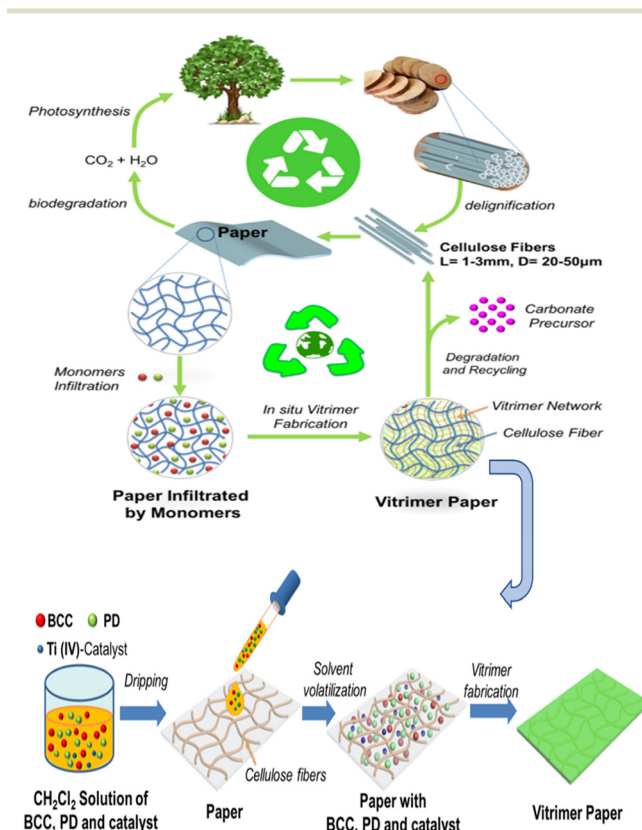 Photosynthesis
CO₂ + H₂O
biodegradation
delignification
Paper
Cellulose Fibers
L= 1-3mm, D= 20-50µm
Carbonate
Precursor
Monomers
Infiltration
Degradation
and Recycling
In situ Vitrimer
Fabrication
Vitrimer Network
Cellulose Fiber
Paper Infiltrated
by Monomers
Vitrimer Paper
BCC PD
Ti (IV)-Catalyst
Dripping
Solvent
volatilization
Vitrimer
fabrication
Cellulose fibers
CH₂Cl₂ Solution of
BCC, PD and catalyst
Paper
Paper with
BCC, PD and catalyst
Vitrimer Paper